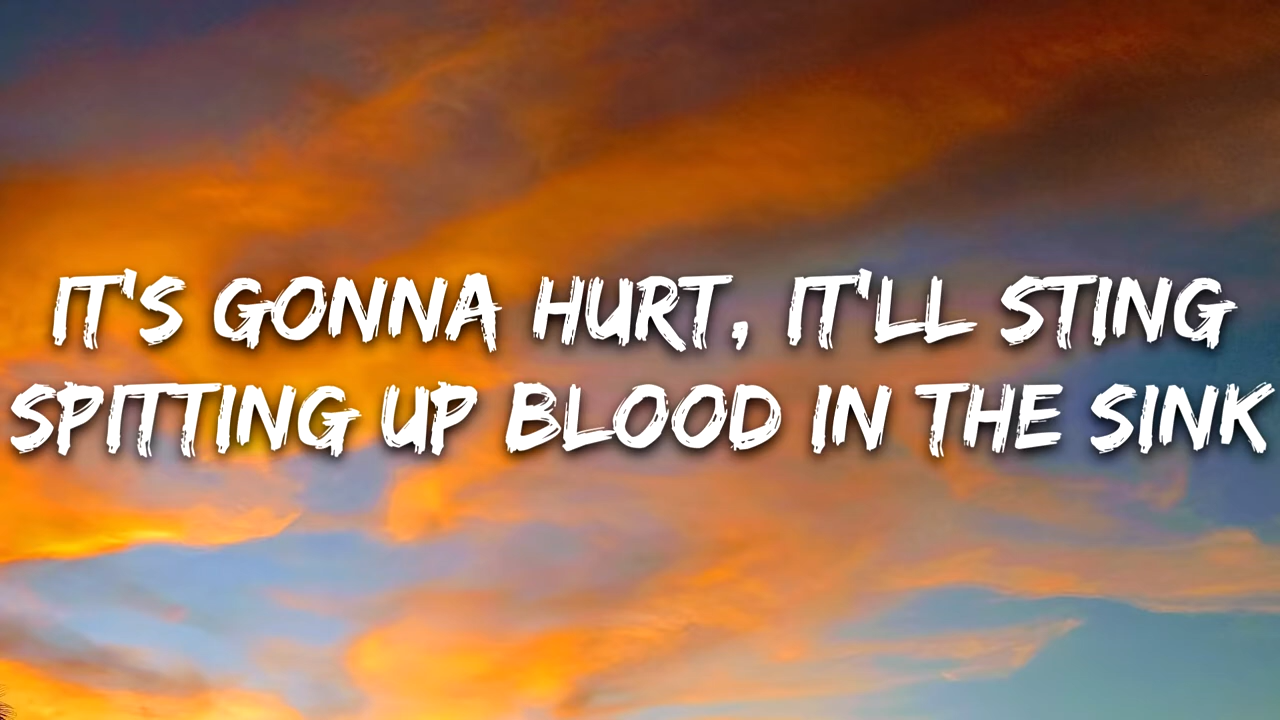 IT'S GONNA HURT, IT'LL STING
SPITTING UP BLOOD IN THE SINK